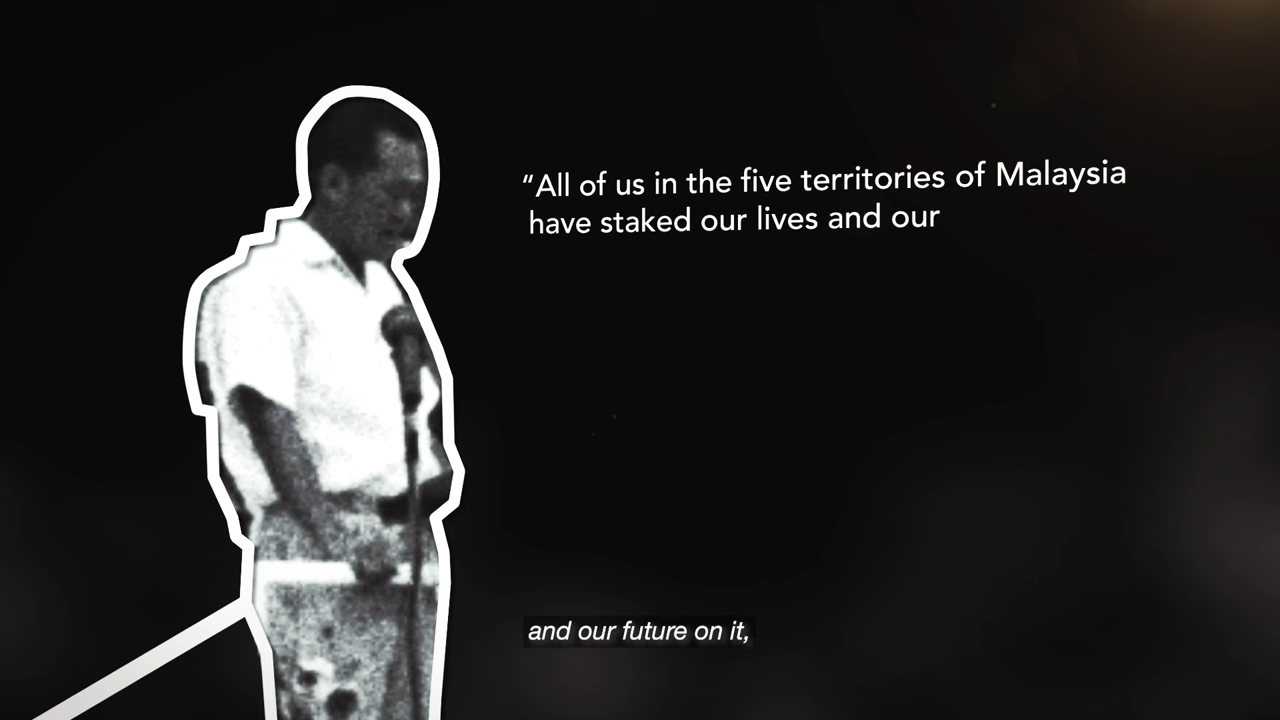 “All of us in the five territories of Malaysia
have staked our lives and our
and our future on it,